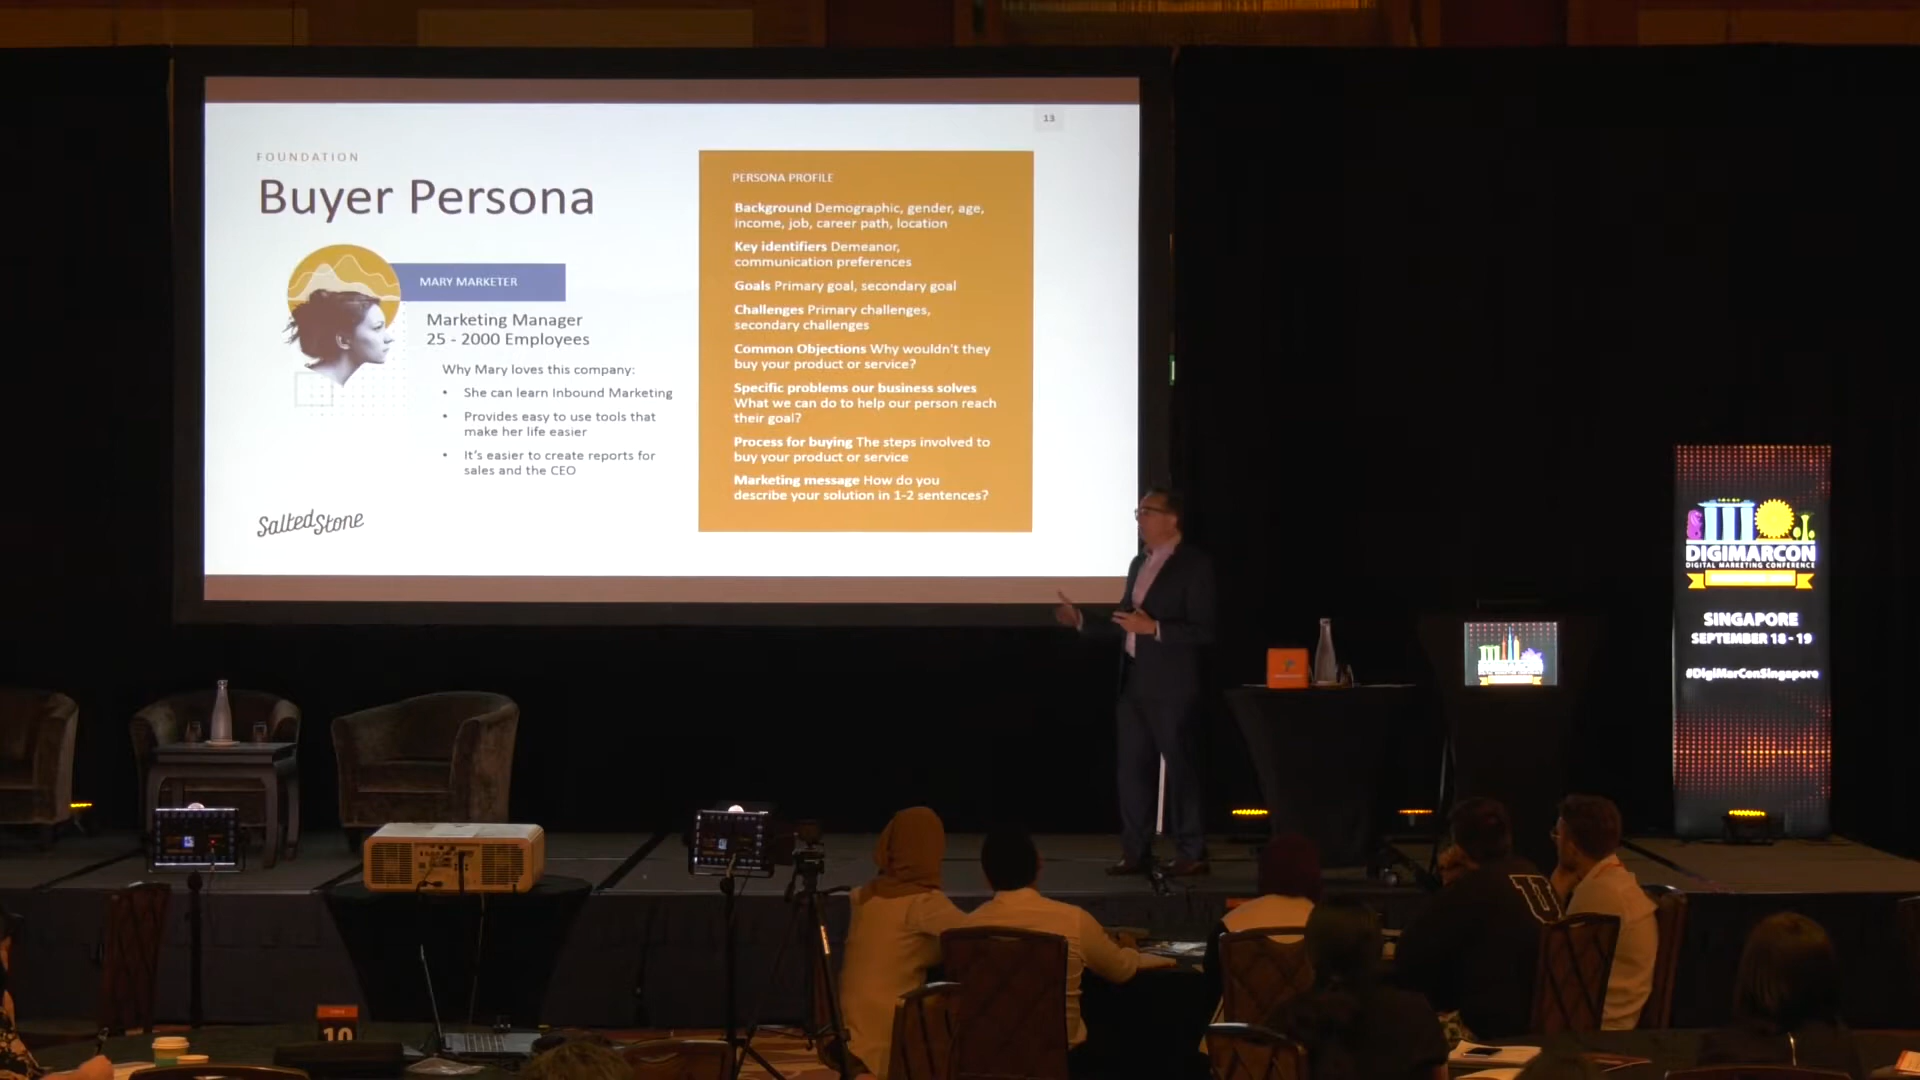 13
FOUNDATION
Buyer Persona
MARY MARKETER
Marketing Manager
25 - 2000 Employees
Why Mary loves this company:
• She can learn Inbound Marketing
• Provides easy to use tools that
make her life easier
• It's easier to create reports for
sales and the CEO
SaltedStone
PERSONA PROFILE
Background Demographic, gender, age,
income, job, career path, location
Key identifiers Demeanor,
communication preferences
Goals Primary goal, secondary goal
Challenges Primary challenges,
secondary challenges
Common Objections Why wouldn't they
buy your product or service?
Specific problems our business solves
What we can do to help our person reach
their goal?
Process for buying The steps involved to
buy your product or service
Marketing message How do you
describe your solution in 1-2 sentences?
DIGIMARCON
DIGITAL MARKETING CONFERENCE
SINGAPORE
SEPTEMBER 18 - 19
#DigiMarConSingapore
10